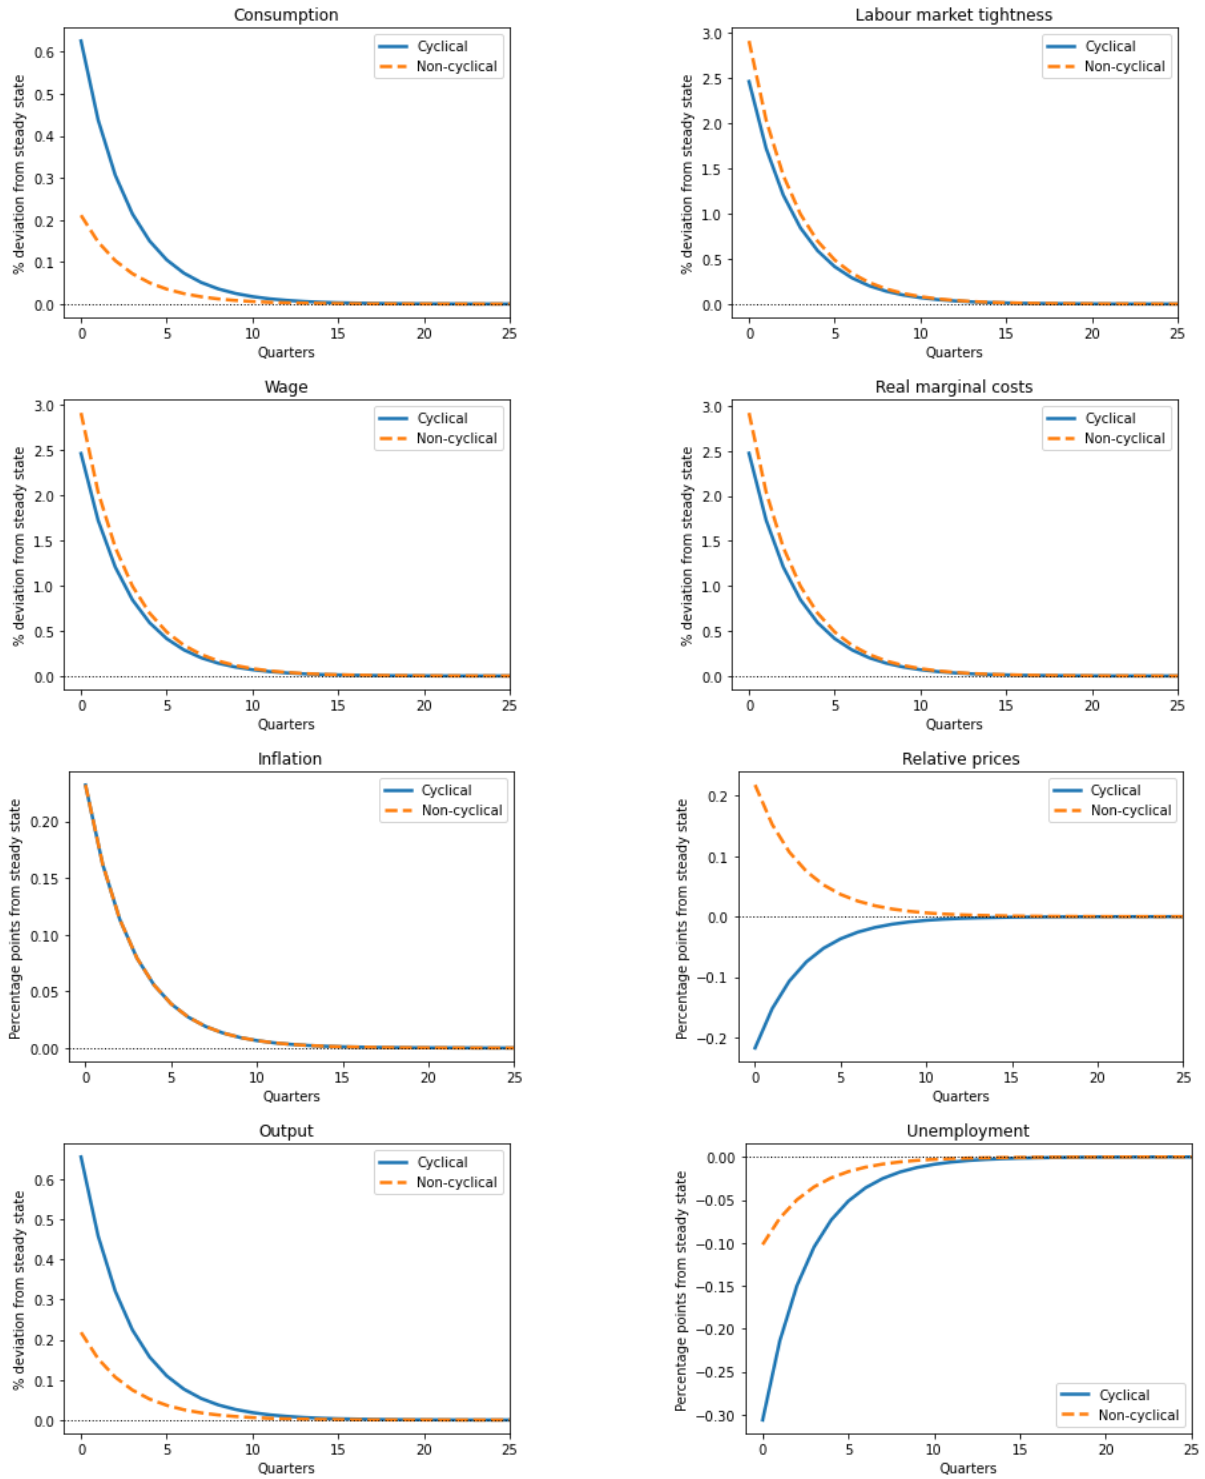 Consumption
% deviation from steady state
0.6
0.5
0.4
0.3
0.2
0.1
0.0
0 5 10 15 20 25
Quarters
Cyclical
Non-cyclical
Labour market tightness
% deviation from steady state
3.0
2.5
2.0
1.5
1.0
0.5
0.0
0 5 10 15 20 25
Quarters
Cyclical
Non-cyclical
Wage
% deviation from steady state
3.0
2.5
2.0
1.5
1.0
0.5
0.0
0 5 10 15 20 25
Quarters
Cyclical
Non-cyclical
Real marginal costs
% deviation from steady state
3.0
2.5
2.0
1.5
1.0
0.5
0.0
0 5 10 15 20 25
Quarters
Cyclical
Non-cyclical
Inflation
Percentage points from steady state
0.20
0.15
0.10
0.05
0.00
0 5 10 15 20 25
Quarters
Cyclical
Non-cyclical
Relative prices
Percentage points from steady state
0.2
0.1
0.0
−0.1
−0.2
0 5 10 15 20 25
Quarters
Cyclical
Non-cyclical
Output
% deviation from steady state
0.6
0.5
0.4
0.3
0.2
0.1
0.0
0 5 10 15 20 25
Quarters
Cyclical
Non-cyclical
Unemployment
Percentage points from steady state
0.00
−0.05
−0.10
−0.15
−0.20
−0.25
−0.30
0 5 10 15 20 25
Quarters
Cyclical
Non-cyclical